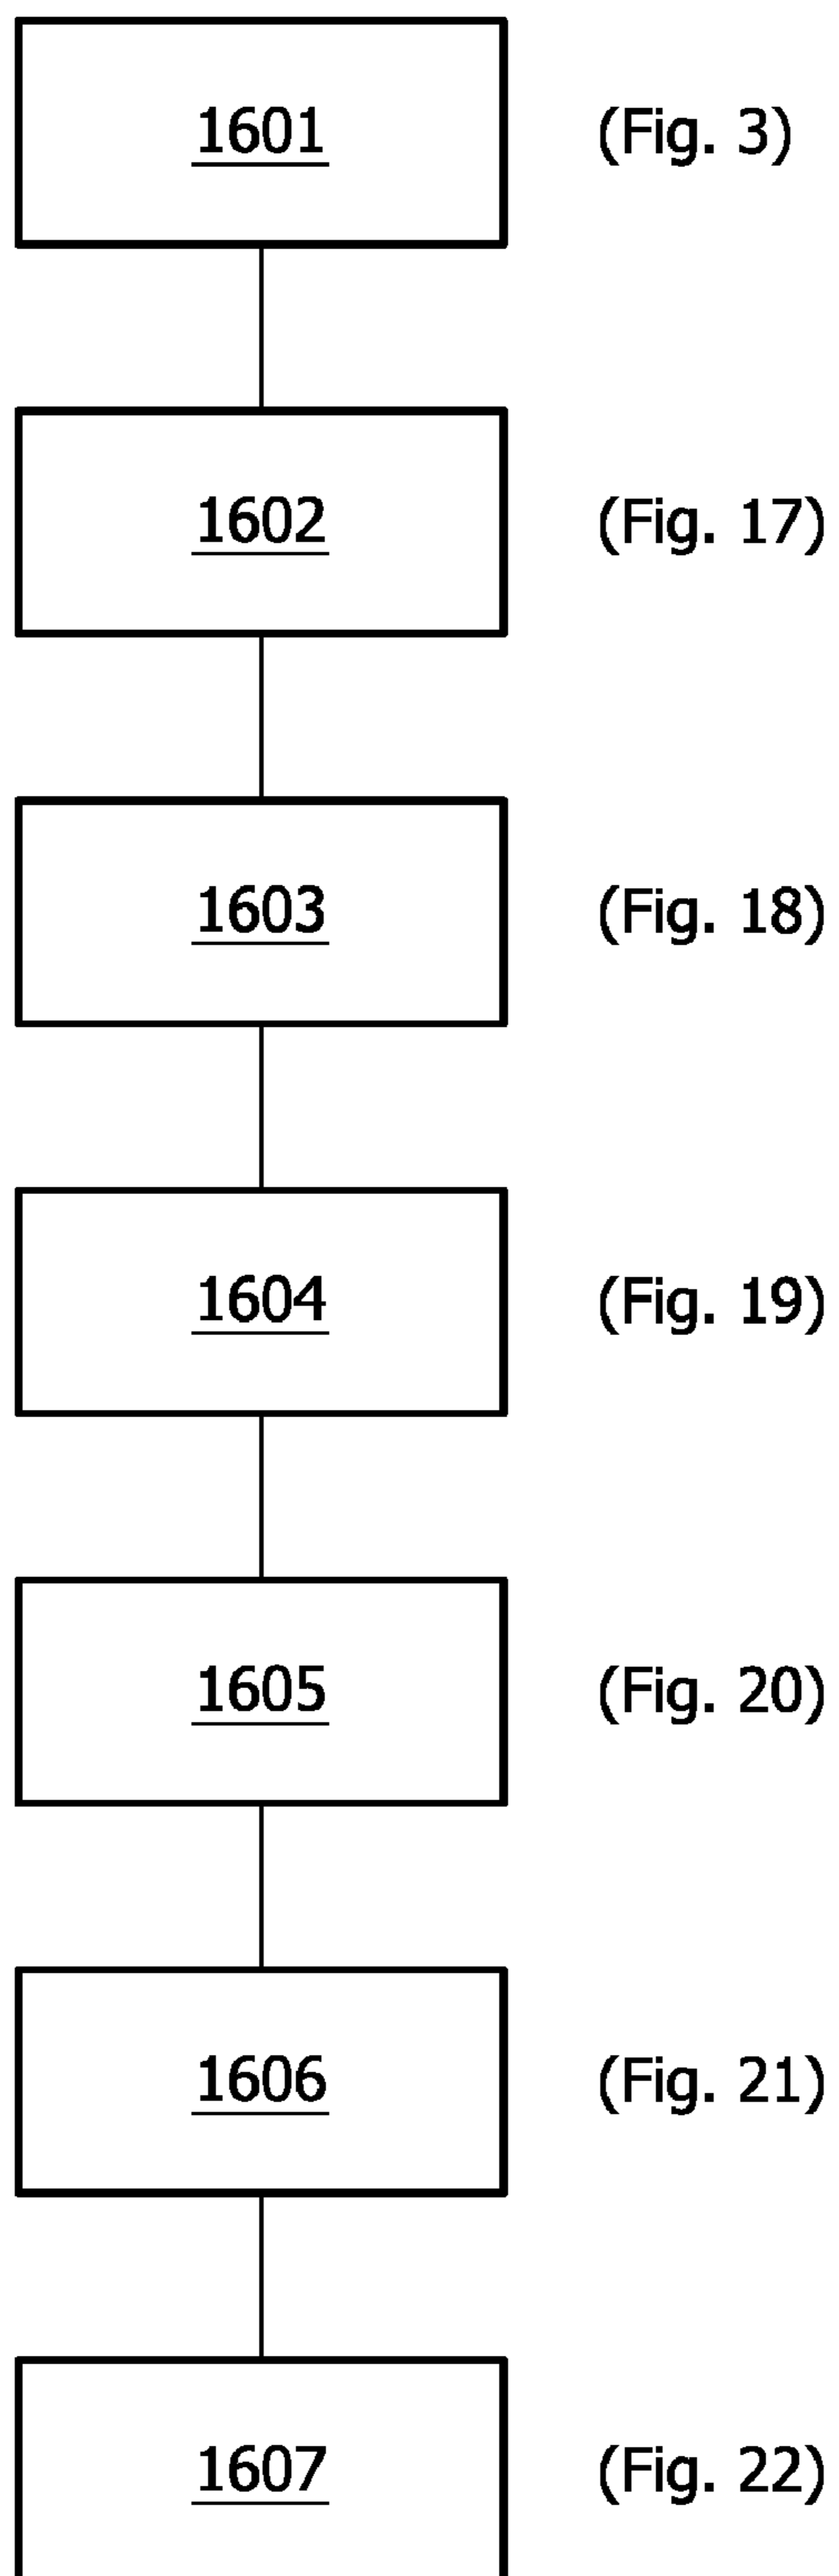 1601 (Fig. 3)
1602 (Fig. 17)
1603 (Fig. 18)
1604 (Fig. 19)
1605 (Fig. 20)
1606 (Fig. 21)
1607 (Fig. 22)